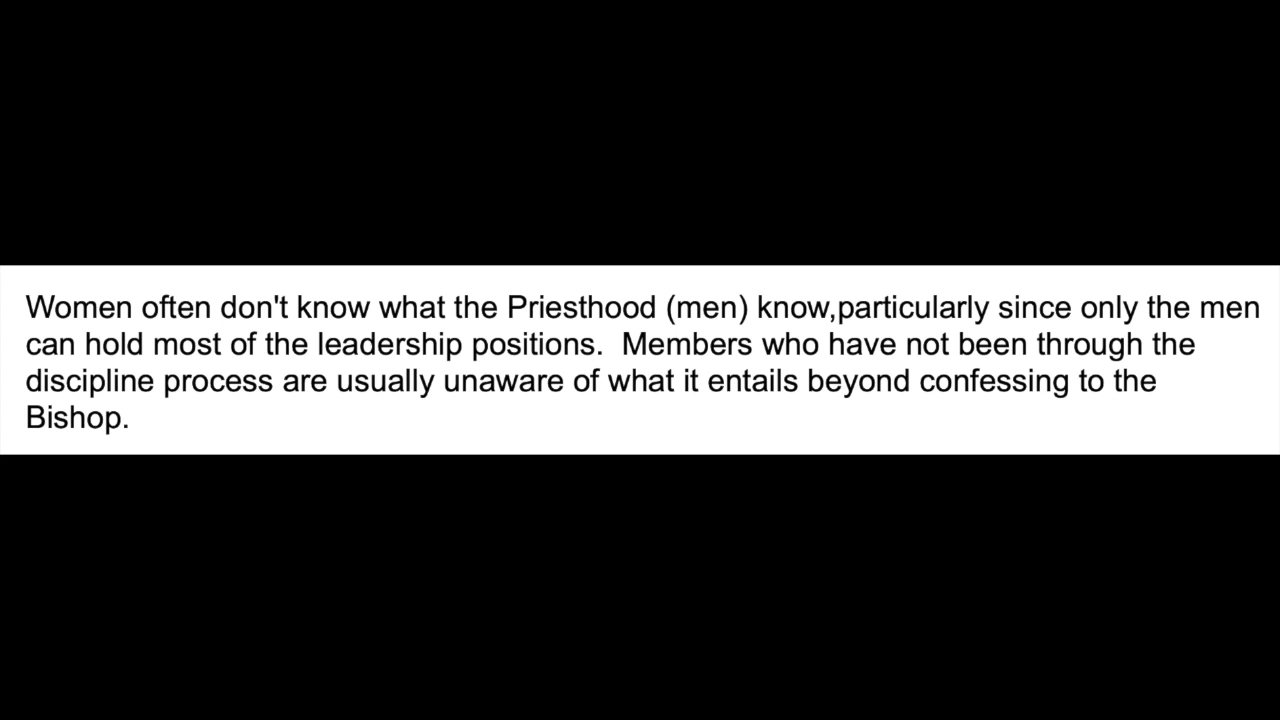 Women often don't know what the Priesthood (men) know,particularly since only the men
can hold most of the leadership positions.  Members who have not been through the
discipline process are usually unaware of what it entails beyond confessing to the
Bishop.